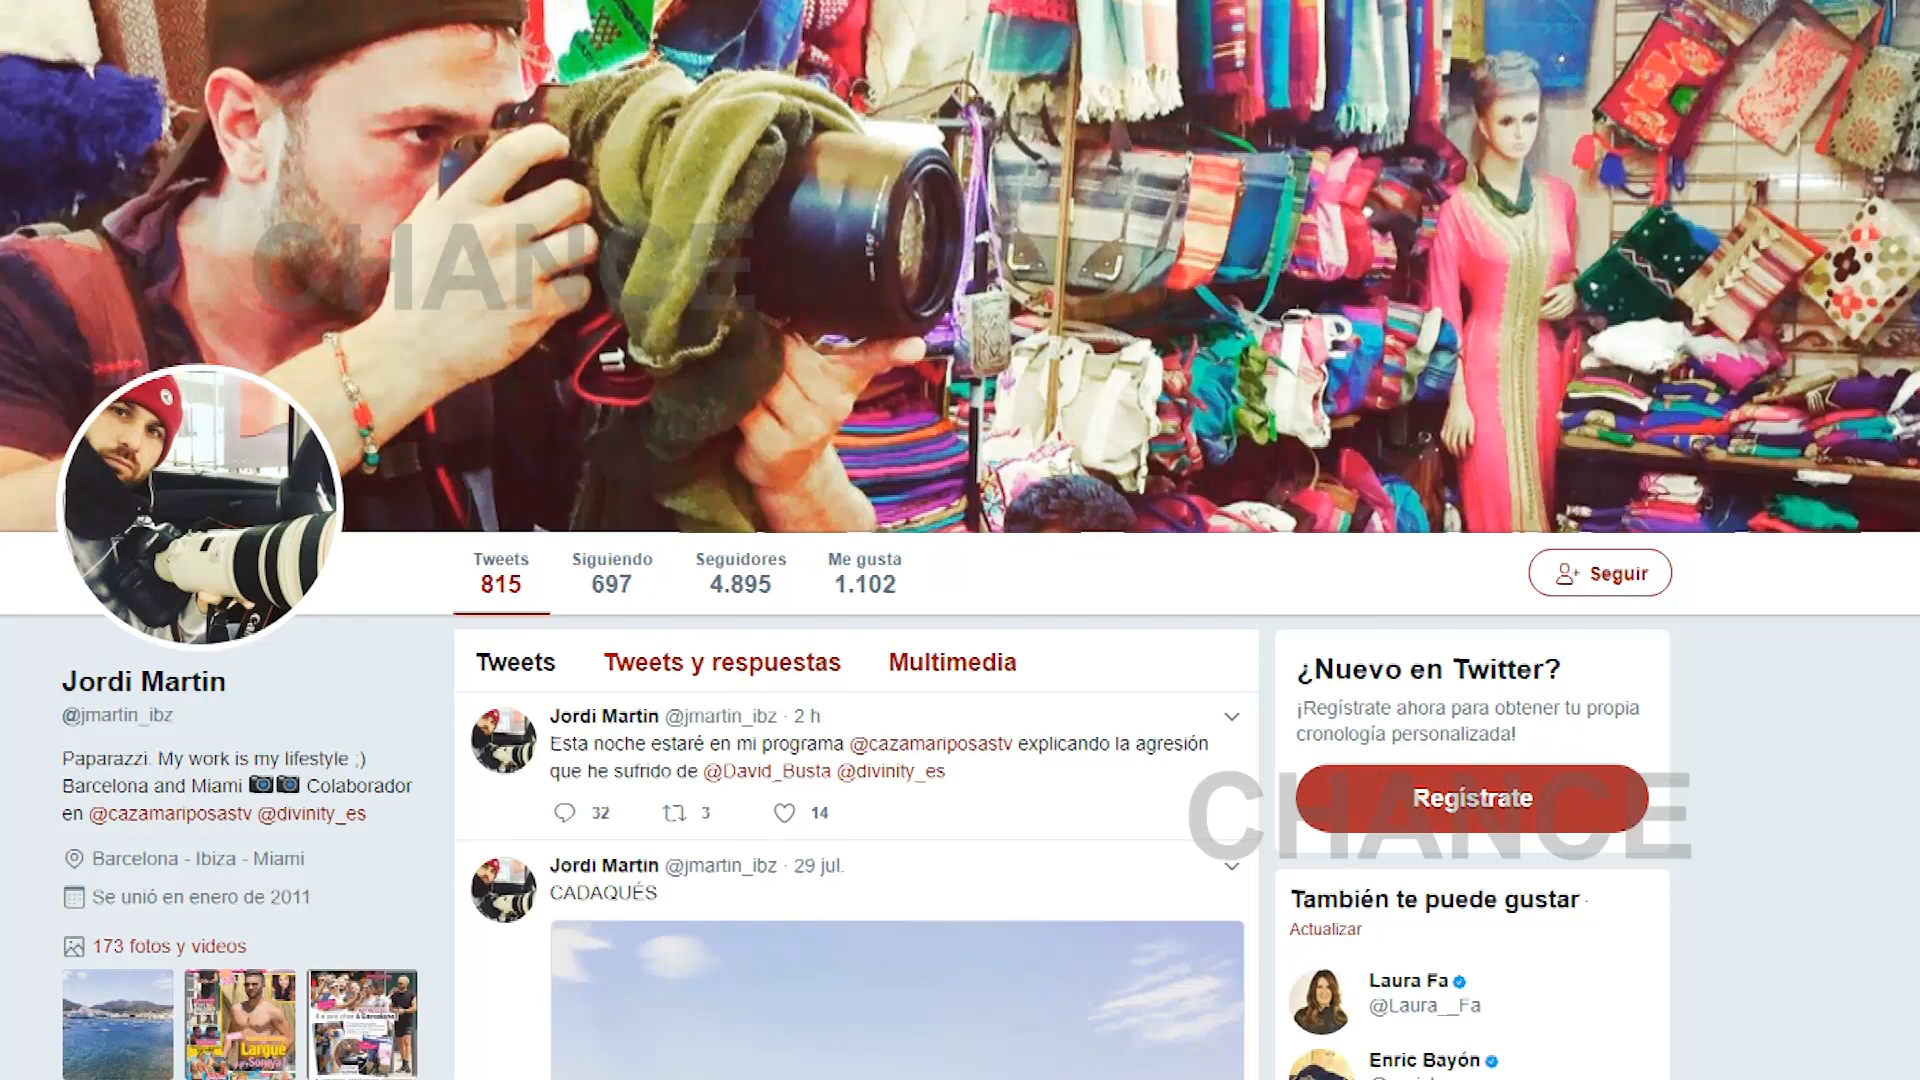 CHANCE
Tweets
815
Siguiendo
697
Seguidores
4.895
Me gusta
1.102
Seguir
Jordi Martin
@jmartin_ibz
Paparazzi. My work is my lifestyle ;)
Barcelona and Miami 📷📷 Colaborador
en @cazamariposastv @divinity_es
Barcelona - Ibiza - Miami
Se unió en enero de 2011
173 fotos y videos
Largue
Tweets Tweets y respuestas Multimedia
Jordi Martin @jmartin_ibz · 2 h
Esta noche estaré en mi programa @cazamariposastv explicando la agresión
que he sufrido de @David_Busta @divinity_es
32 3 14
Jordi Martin @jmartin_ibz · 29 jul.
CADAQUÉS
¿Nuevo en Twitter?
¡Regístrate ahora para obtener tu propia
cronología personalizada!
Regístrate
CHANCE
También te puede gustar ·
Actualizar
Laura Fa
@Laura__Fa
Enric Bayón